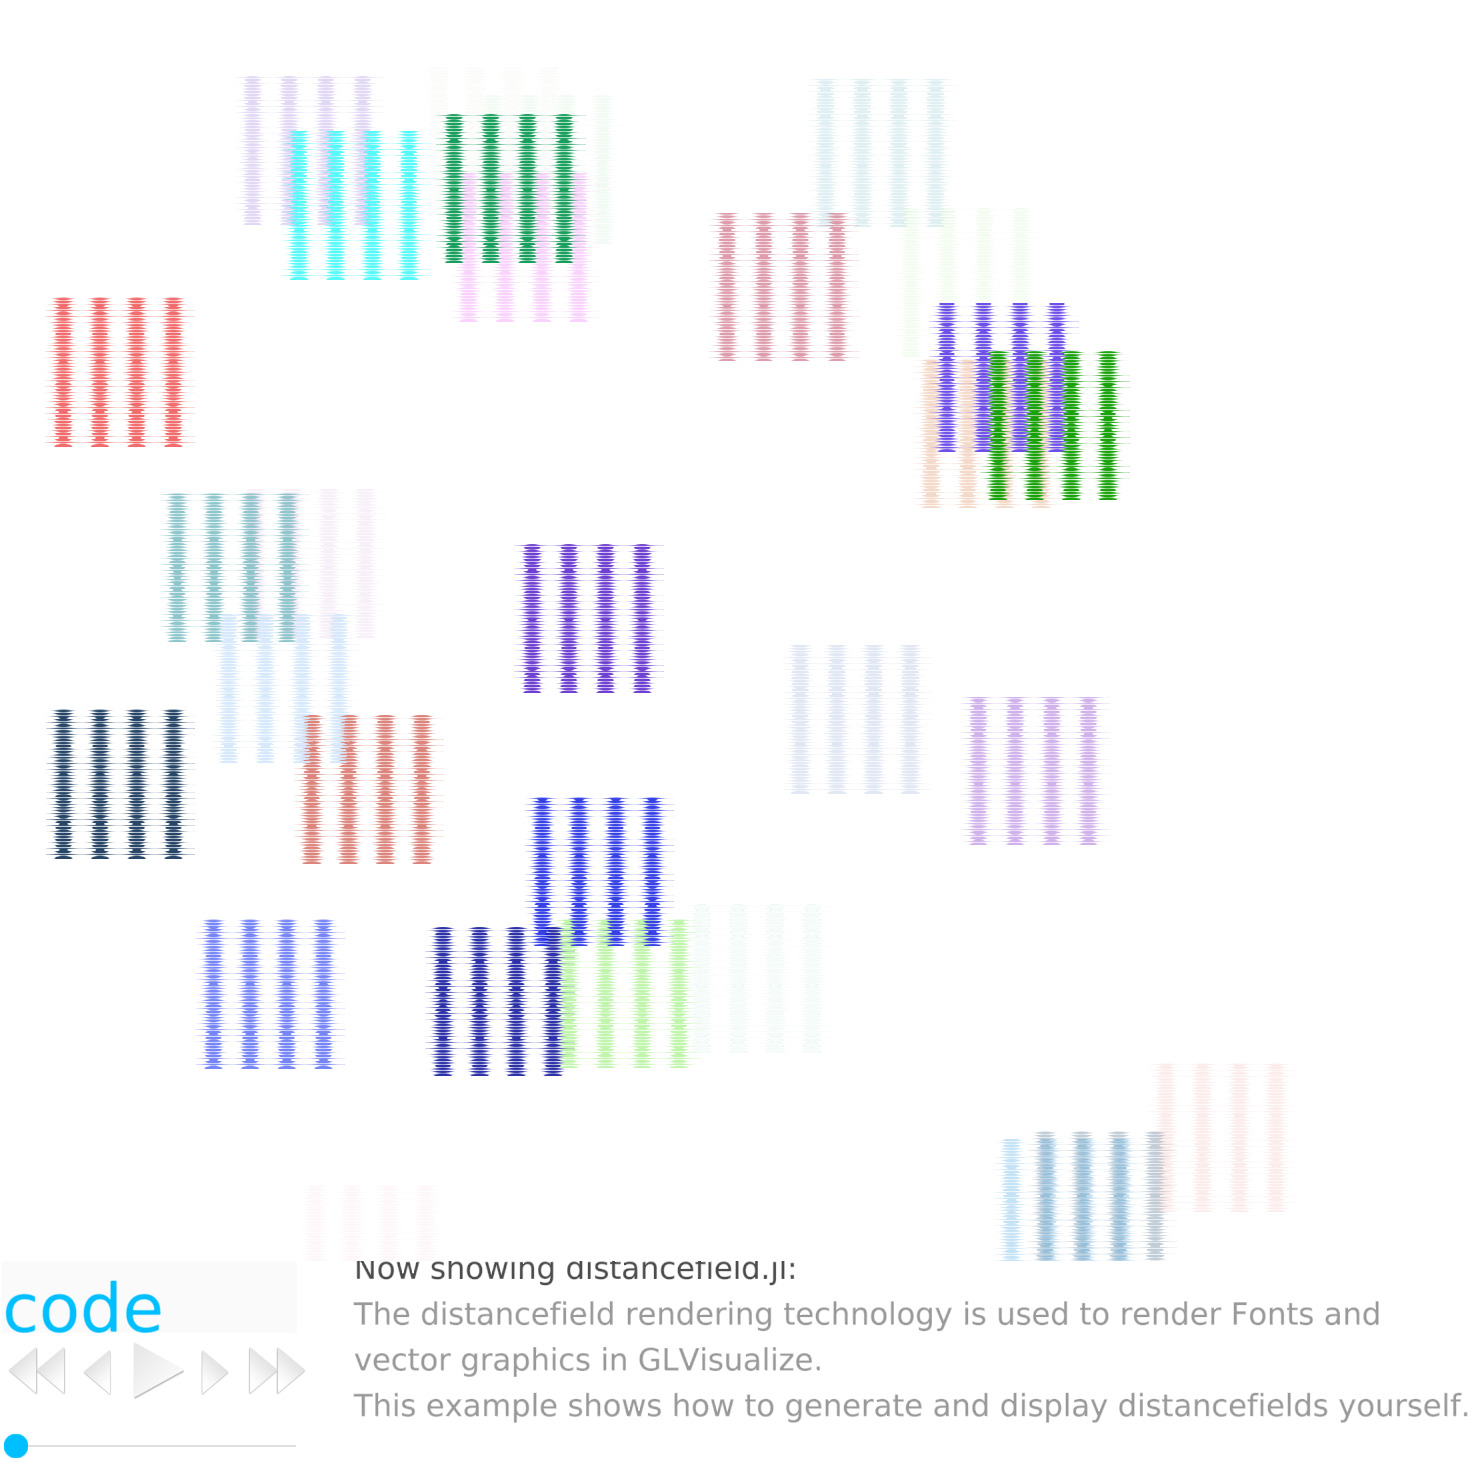 Now showing distancefield.jl:
code
The distancefield rendering technology is used to render Fonts and
vector graphics in GLVisualize.
This example shows how to generate and display distancefields yourself.